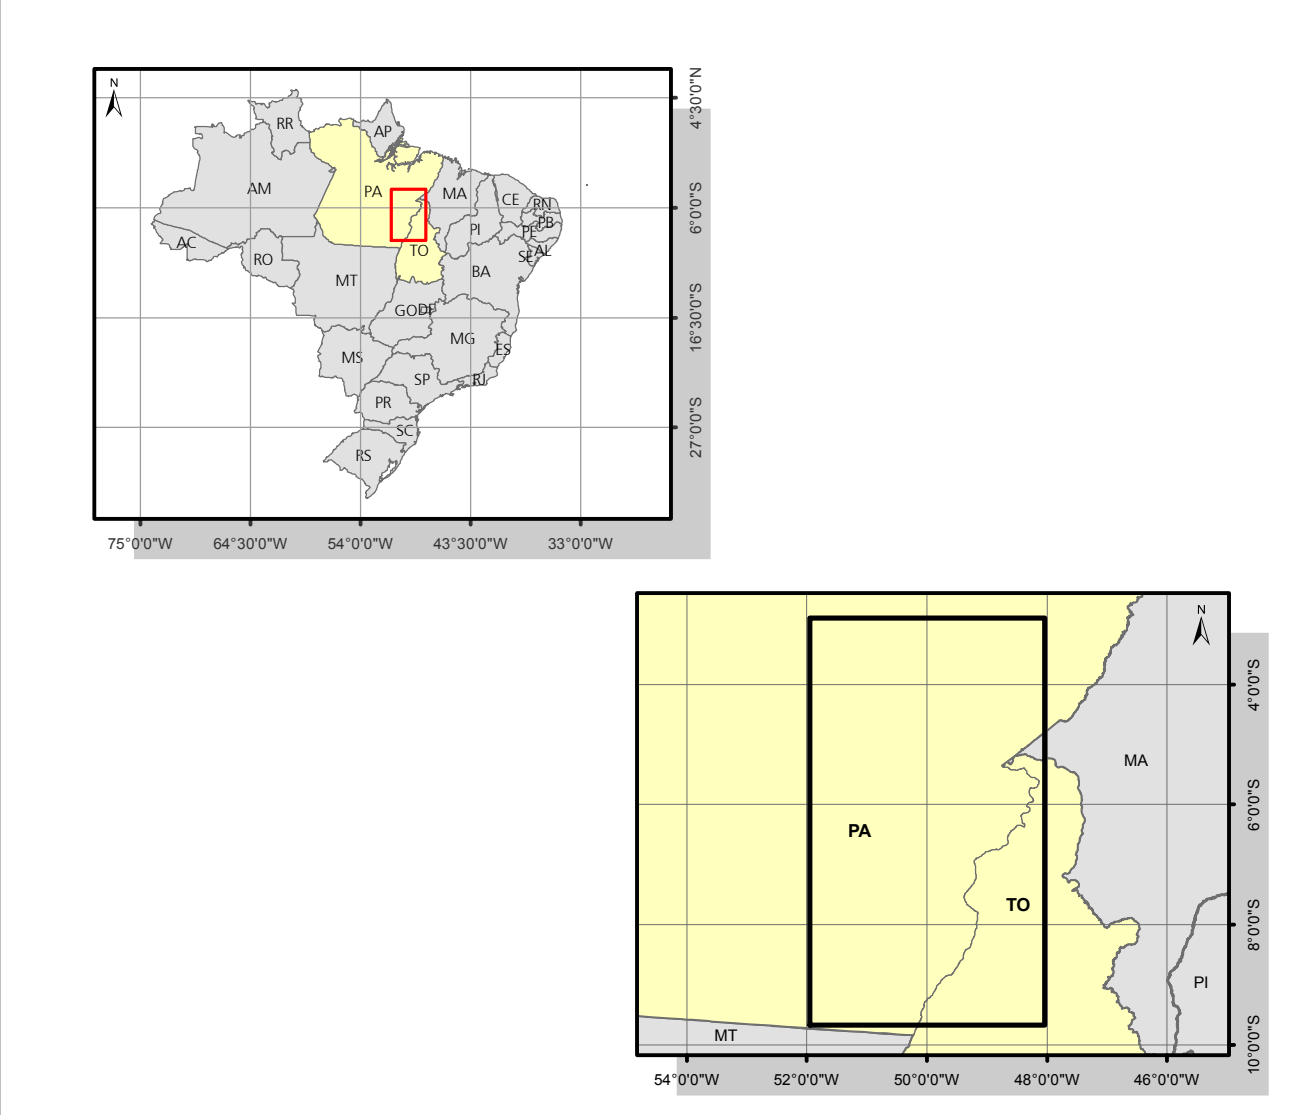 N
4°30'0"N
RR
AP
AM
PA
MA
CE
RN
6°0'0"S
PB
PI
PE
AC
TO
AL
SE
RO
BA
MT
GO
DF
16°30'0"S
MG
ES
MS
SP
RJ
PR
27°0'0"S
SC
RS
75°0'0"W 64°30'0"W 54°0'0"W 43°30'0"W 33°0'0"W
N
4°0'0"S
MA
6°0'0"S
PA
TO
8°0'0"S
PI
MT
10°0'0"S
54°0'0"W 52°0'0"W 50°0'0"W 48°0'0"W 46°0'0"W